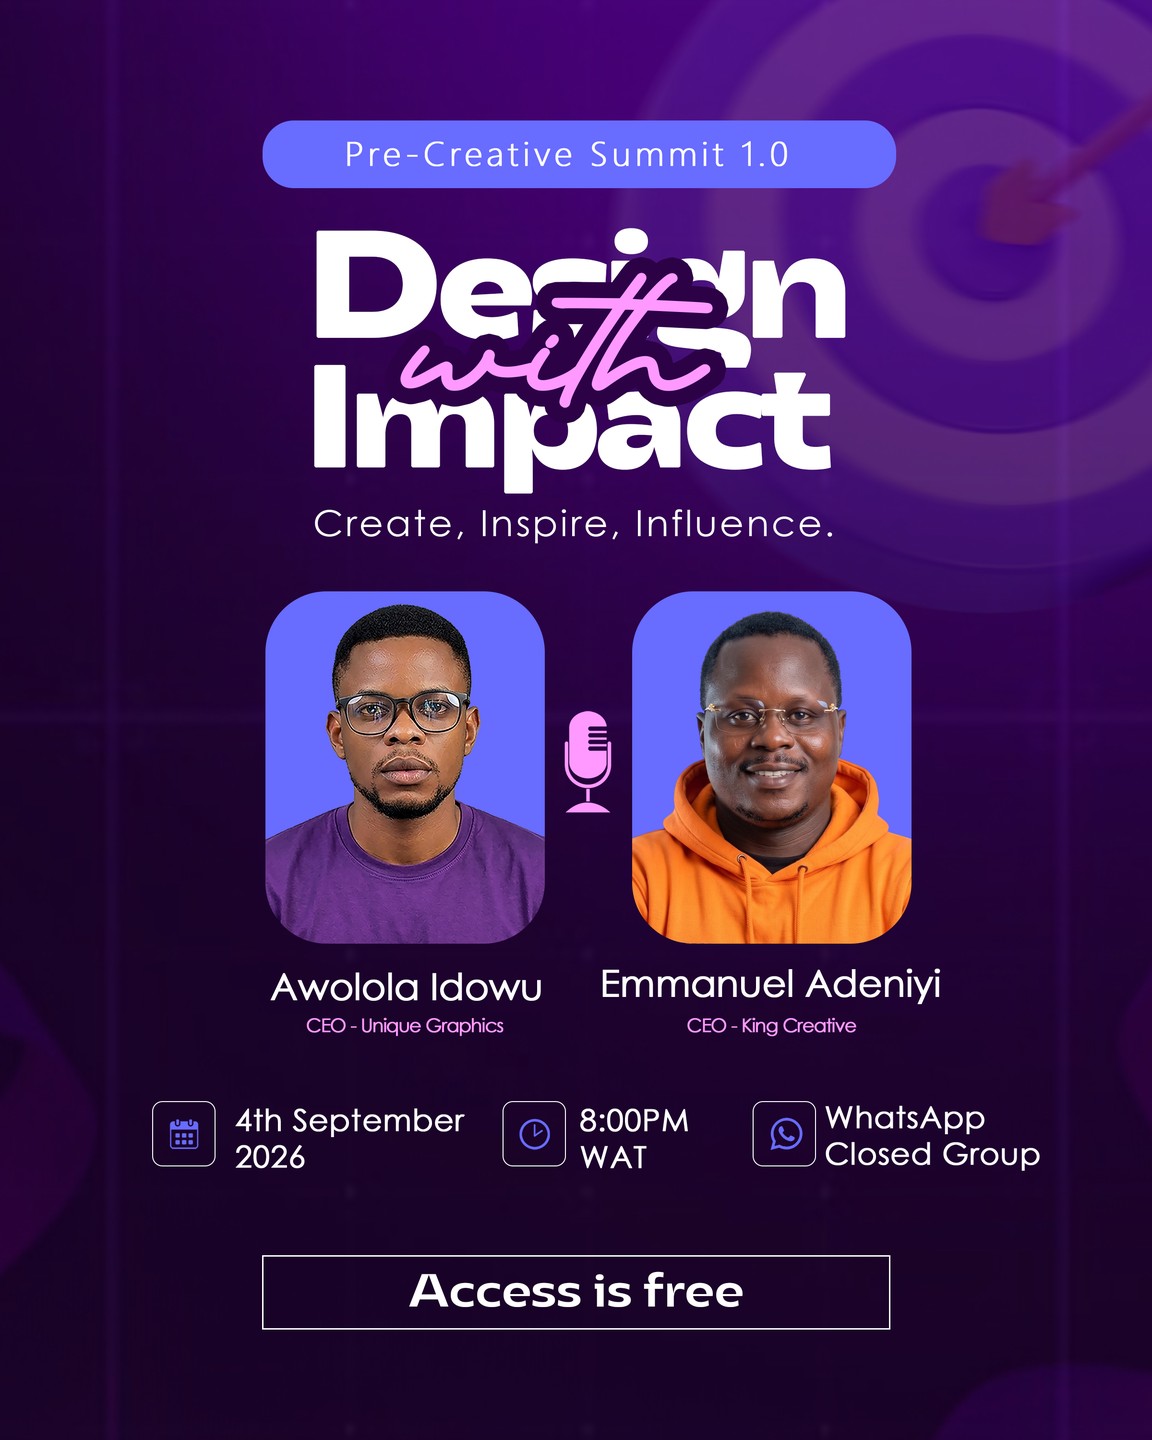 Pre-Creative Summit 1.0
Design
with
Impact
Create, Inspire, Influence.
Awolola Idowu
CEO - Unique Graphics
Emmanuel Adeniyi
CEO - King Creative
4th September
2026
8:00PM
WAT
WhatsApp
Closed Group
Access is free